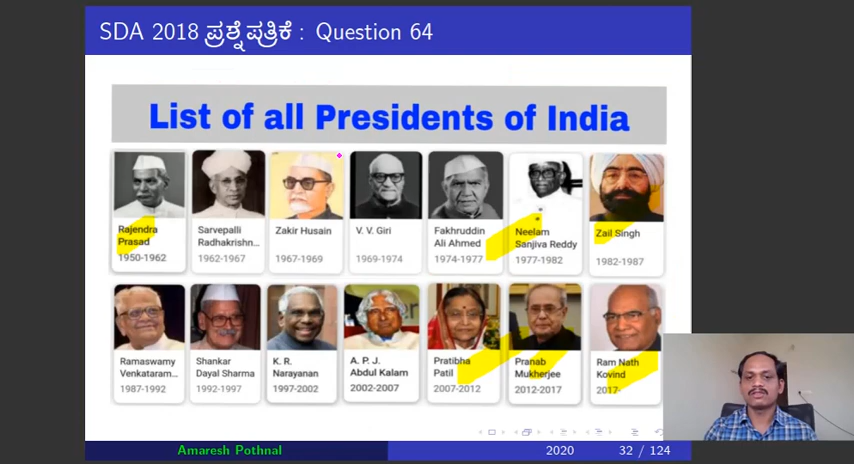 SDA 2018 ಪ್ರಶ್ನೆಪತ್ರಿಕೆ : Question 64
List of all Presidents of India
Rajendra
Prasad
1950-1962
Sarvepalli
Radhakrishn...
1962-1967
Zakir Husain
1967-1969
V. V. Giri
1969-1974
Fakhruddin
Ali Ahmed
1974-1977
Neelam
Sanjiva Reddy
1977-1982
Zail Singh
1982-1987
Ramaswamy
Venkataram...
1987-1992
Shankar
Dayal Sharma
1992-1997
K. R.
Narayanan
1997-2002
A. P. J.
Abdul Kalam
2002-2007
Pratibha
Patil
2007-2012
Pranab
Mukherjee
2012-2017
Ram Nath
Kovind
2017-
Amaresh Pothnal 2020 32 / 124